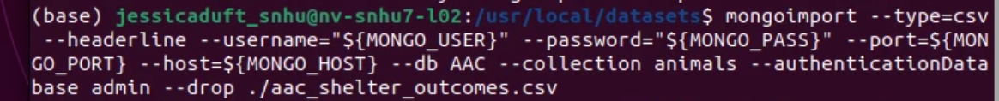 (base) jessicaduft_snhu@nv-snhu7-l02:/usr/local/datasets$ mongoimport --type=csv
 --headerline --username="${MONGO_USER}" --password="${MONGO_PASS}" --port=${MON
GO_PORT} --host=${MONGO_HOST} --db AAC --collection animals --authenticationData
base admin --drop ./aac_shelter_outcomes.csv